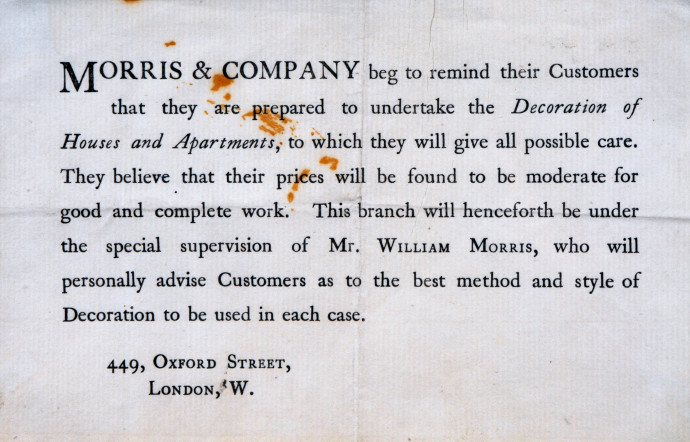 MORRIS & COMPANY beg to remind their Customers
that they are prepared to undertake the Decoration of
Houses and Apartments, to which they will give all possible care.
They believe that their prices will be found to be moderate for
good and complete work. This branch will henceforth be under
the special supervision of Mr. WILLIAM MORRIS, who will
personally advise Customers as to the best method and style of
Decoration to be used in each case.
449, OXFORD STREET,
LONDON, W.